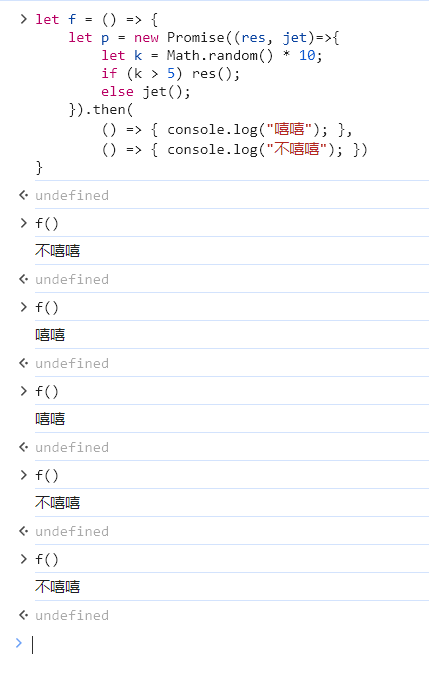 let f = () => {
    let p = new Promise((res, jet)=>{
        let k = Math.random() * 10;
        if (k > 5) res();
        else jet();
    }).then(
        () => { console.log("嘻嘻"); },
        () => { console.log("不嘻嘻"); })
}
undefined
f()
不嘻嘻
undefined
f()
嘻嘻
undefined
f()
嘻嘻
undefined
f()
不嘻嘻
undefined
f()
不嘻嘻
undefined